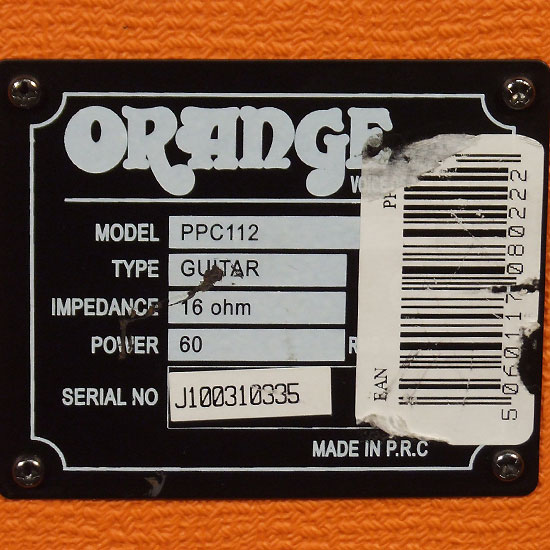 ORANGE
MODEL PPC112
TYPE GUITAR
IMPEDANCE 16 ohm
POWER 60
SERIAL NO J100310335
MADE IN P.R.C
EAN
5060117080222